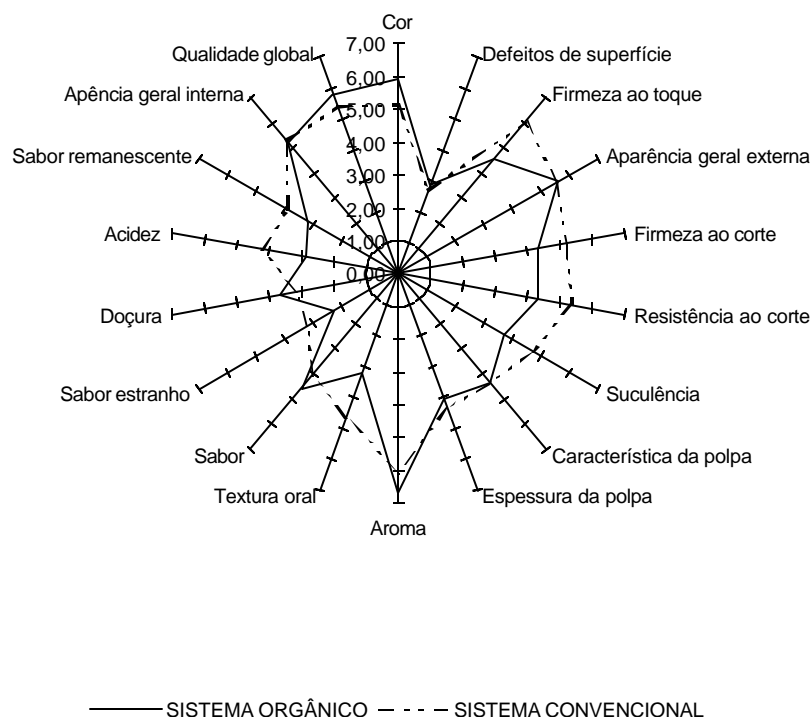 Cor
7,00
6,00
5,00
4,00
3,00
2,00
1,00
0,00
Defeitos de superfície
Firmeza ao toque
Aparência geral externa
Firmeza ao corte
Resistência ao corte
Suculência
Característica da polpa
Espessura da polpa
Aroma
Textura oral
Sabor
Sabor estranho
Doçura
Acidez
Sabor remanescente
Apência geral interna
Qualidade global
SISTEMA ORGÂNICO
SISTEMA CONVENCIONAL